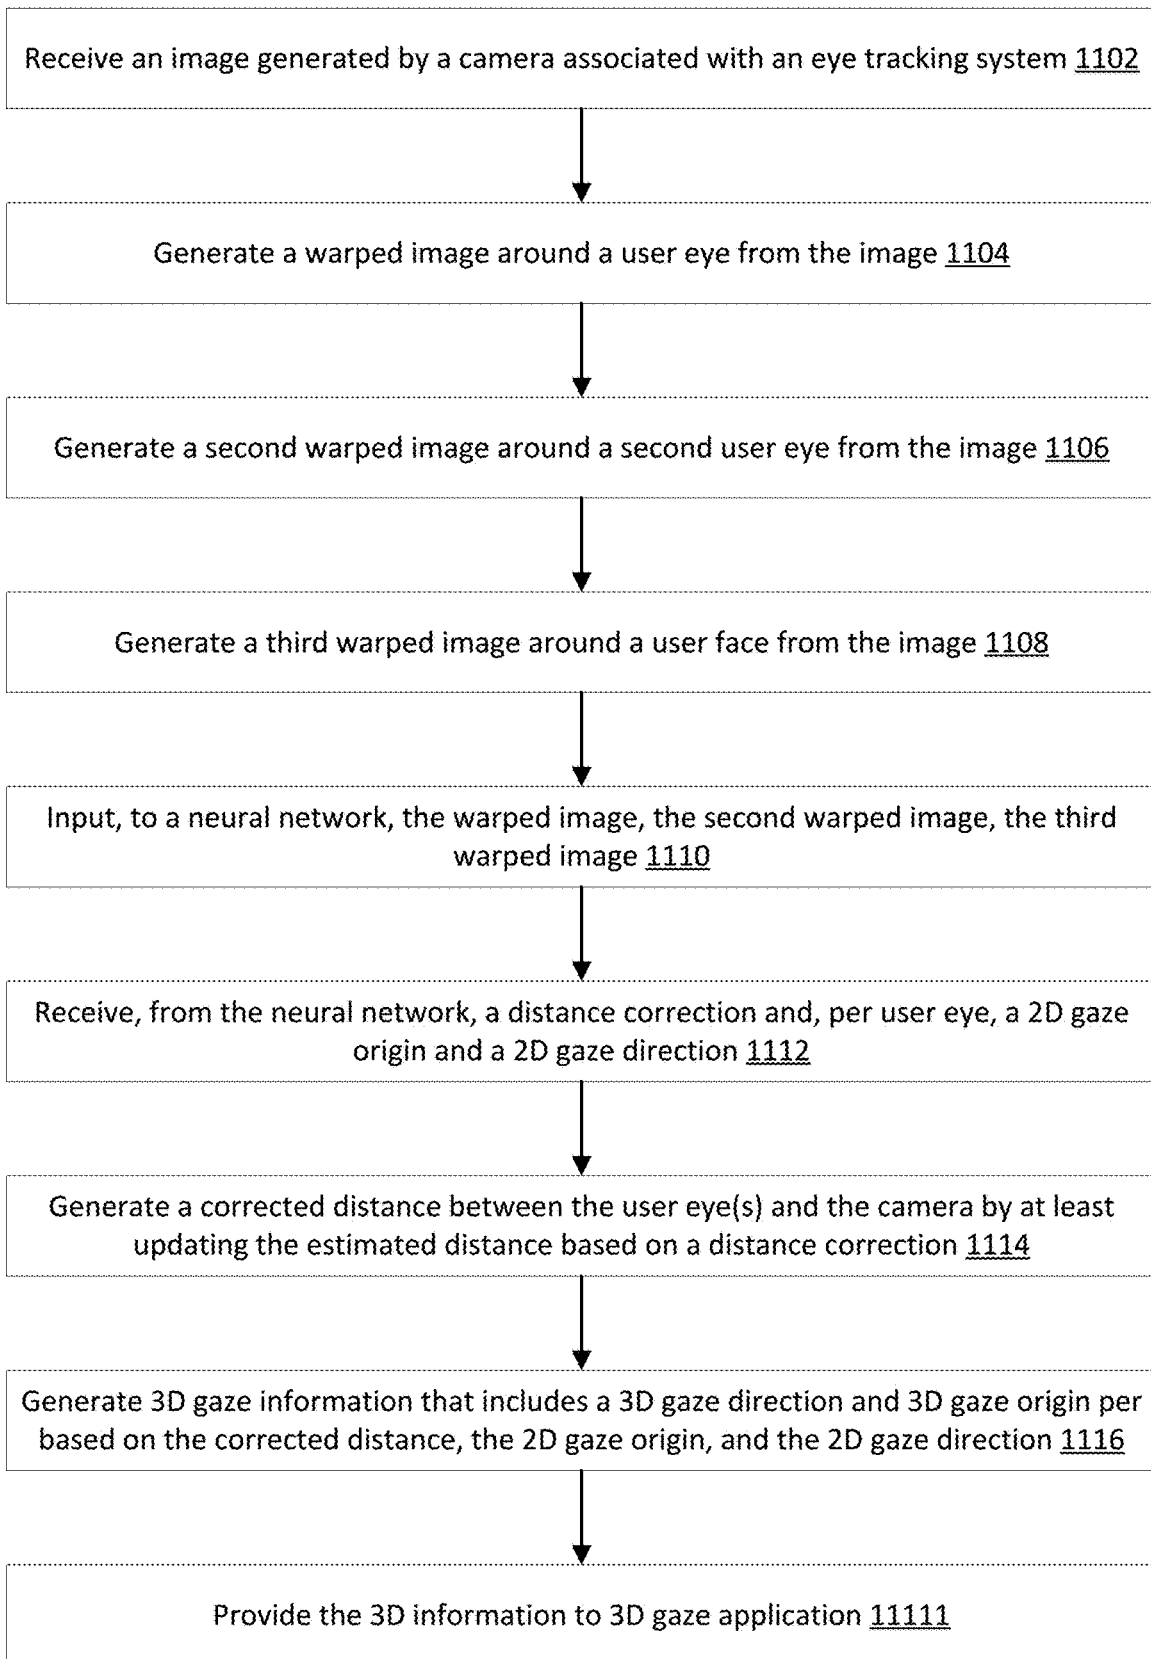 Receive an image generated by a camera associated with an eye tracking system 1102
Generate a warped image around a user eye from the image 1104
Generate a second warped image around a second user eye from the image 1106
Generate a third warped image around a user face from the image 1108
Input, to a neural network, the warped image, the second warped image, the third
warped image 1110
Receive, from the neural network, a distance correction and, per user eye, a 2D gaze
origin and a 2D gaze direction 1112
Generate a corrected distance between the user eye(s) and the camera by at least
updating the estimated distance based on a distance correction 1114
Generate 3D gaze information that includes a 3D gaze direction and 3D gaze origin per
based on the corrected distance, the 2D gaze origin, and the 2D gaze direction 1116
Provide the 3D information to 3D gaze application 11111